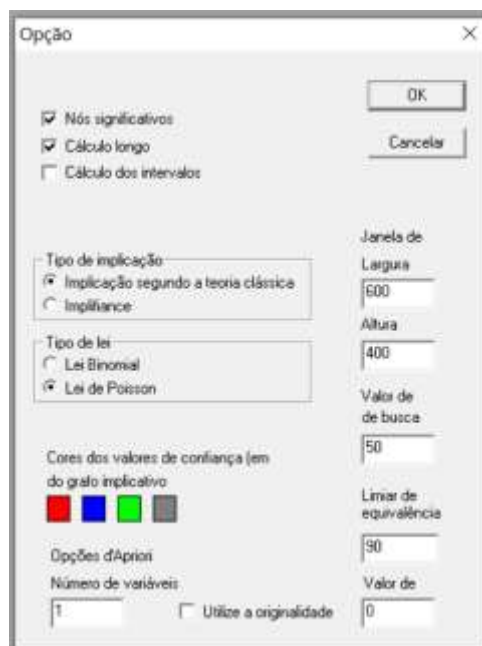 Opção
OK
Cancelar
Nós significativos
Cálculo longo
Cálculo dos intervalos
Tipo de implicação
Implicação segundo a teoria clássica
Implifiance
Tipo de lei
Lei Binomial
Lei de Poisson
Cores dos valores de confiança (em
do grafo implicativo
Opções d'Apriori
Número de variáveis
1
Utilize a originalidade
Janela de
Largura
600
Altura
400
Valor de
de busca
50
Limiar de
equivalência
90
Valor de
0